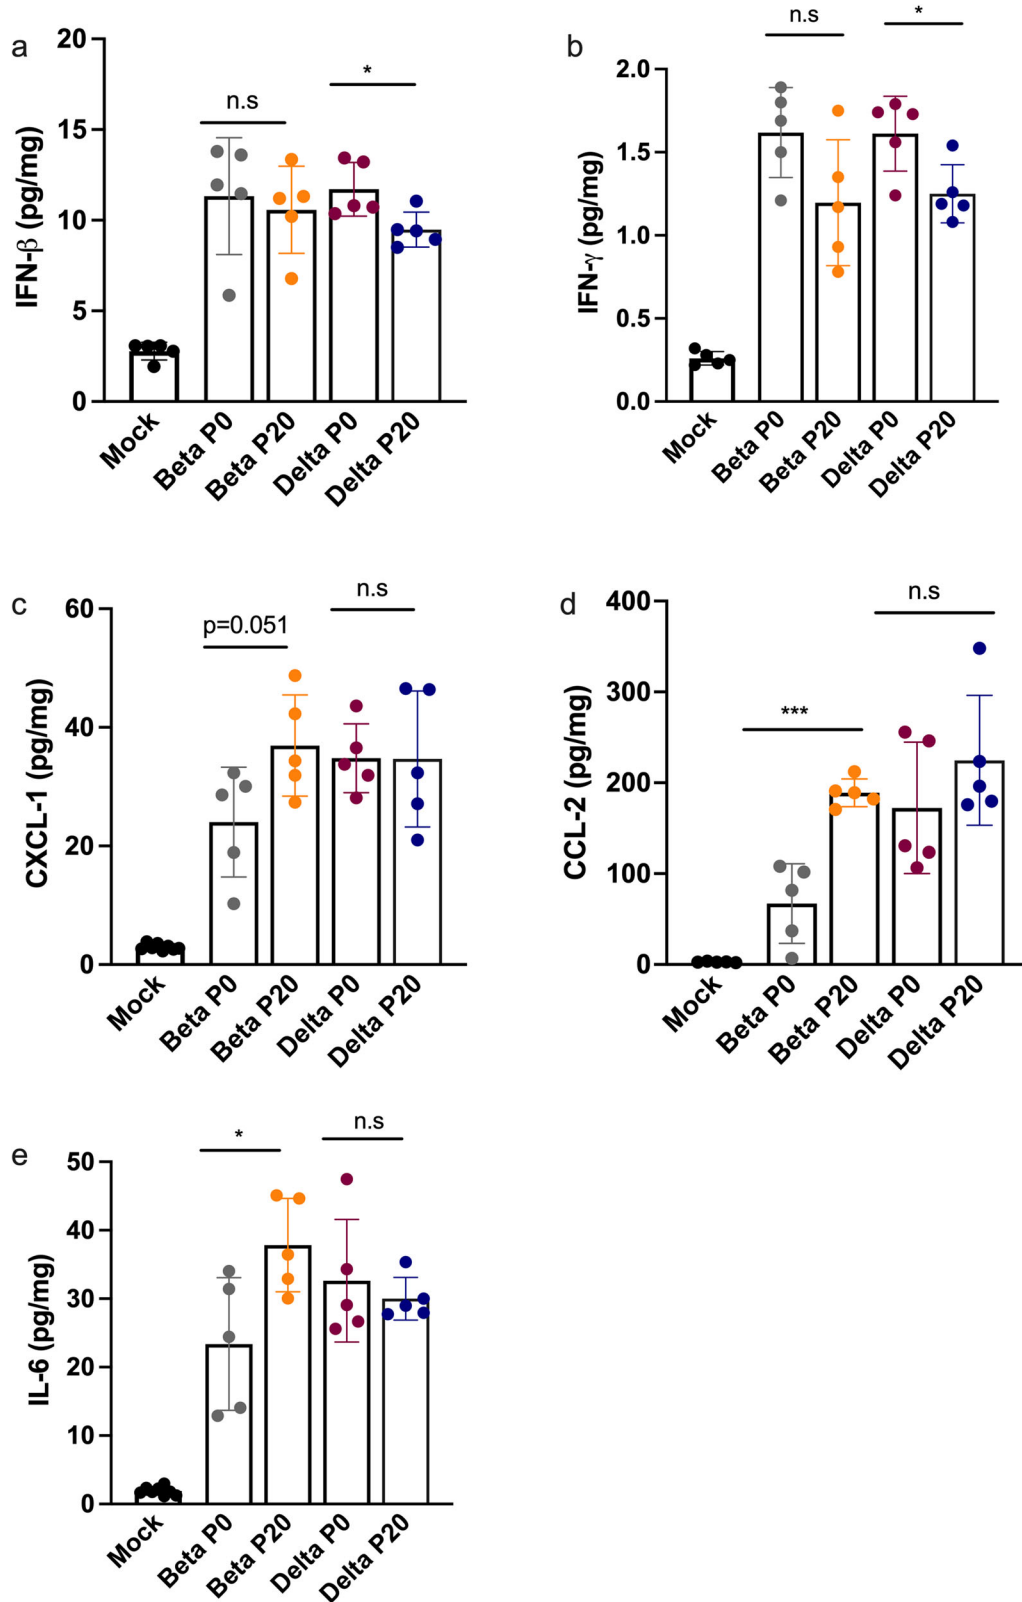 a
n.s
*
IFN-β (pg/mg)
20
15
10
5
0
Mock
Beta P0
Beta P20
Delta P0
Delta P20
b
n.s
*
IFN-γ (pg/mg)
2.0
1.5
1.0
0.5
0.0
Mock
Beta P0
Beta P20
Delta P0
Delta P20
c
p=0.051
n.s
CXCL-1 (pg/mg)
60
40
20
0
Mock
Beta P0
Beta P20
Delta P0
Delta P20
d
***
n.s
CCL-2 (pg/mg)
400
300
200
100
0
Mock
Beta P0
Beta P20
Delta P0
Delta P20
e
*
n.s
IL-6 (pg/mg)
50
40
30
20
10
0
Mock
Beta P0
Beta P20
Delta P0
Delta P20